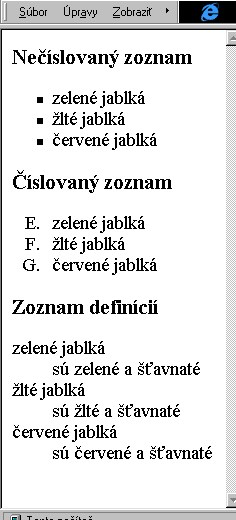 Súbor Úpravy Zobraziť
Nečíslovaný zoznam
zelené jablká
žlté jablká
červené jablká
Číslovaný zoznam
E. zelené jablká
F. žlté jablká
G. červené jablká
Zoznam definícií
zelené jablká
sú zelené a šťavnaté
žlté jablká
sú žlté a šťavnaté
červené jablká
sú červené a šťavnaté